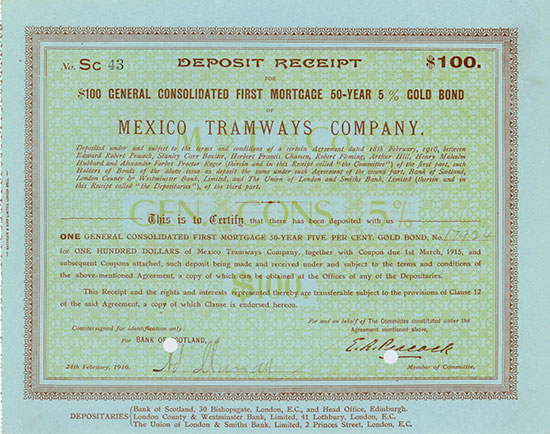 No. Sc 43 DEPOSIT RECEIPT $100.
FOR
$100 GENERAL CONSOLIDATED FIRST MORTGAGE 50-YEAR 5% GOLD BOND
OF
MEXICO TRAMWAYS COMPANY.
Deposited under and subject to the terms and conditions of a certain Agreement dated 18th February, 1916, between
Edward Robert Peacock, Stanley Carr Boulter, Herbert Francis Chamen, Robert Fleming, Arthur Hill, Henry Malcolm
Hubbard and Alexander Forbes Proctor Roger (therein and in this Receipt called "the Committee") of the first part, such
Holders of Bonds of the above issue as deposit the same under such Agreement of the second part, Bank of Scotland,
London County & Westminster Bank, Limited, and The Union of London and Smiths Bank, Limited (therein and in
this Receipt called "the Depositaries"), of the third part.
GEN CONS 5%
This is to Certify that there has been deposited with us
ONE GENERAL CONSOLIDATED FIRST MORTGAGE 50-YEAR FIVE PER CENT. GOLD BOND, No. 17924
for ONE HUNDRED DOLLARS of Mexico Tramways Company, together with Coupon due 1st March, 1915, and
subsequent Coupons attached, such deposit being made and received under and subject to the terms and conditions of
the above-mentioned Agreement, a copy of which can be obtained at the Offices of any of the Depositaries.
$100
This Receipt and the rights and interests represented thereby are transferable subject to the provisions of Clause 12
of the said Agreement, a copy of which Clause is endorsed hereon.
For and on behalf of The Committee constituted under the
Agreement mentioned above,
Countersigned for identification only:
For BANK OF SCOTLAND,
E. R. Peacock
24th February, 1916. Member of Committee.
DEPOSITARIES
Bank of Scotland, 30 Bishopsgate, London, E.C., and Head Office, Edinburgh.
London County & Westminster Bank, Limited, 41 Lothbury, London, E.C.
The Union of London & Smiths Bank, Limited, 2 Princes Street, London, E.C.